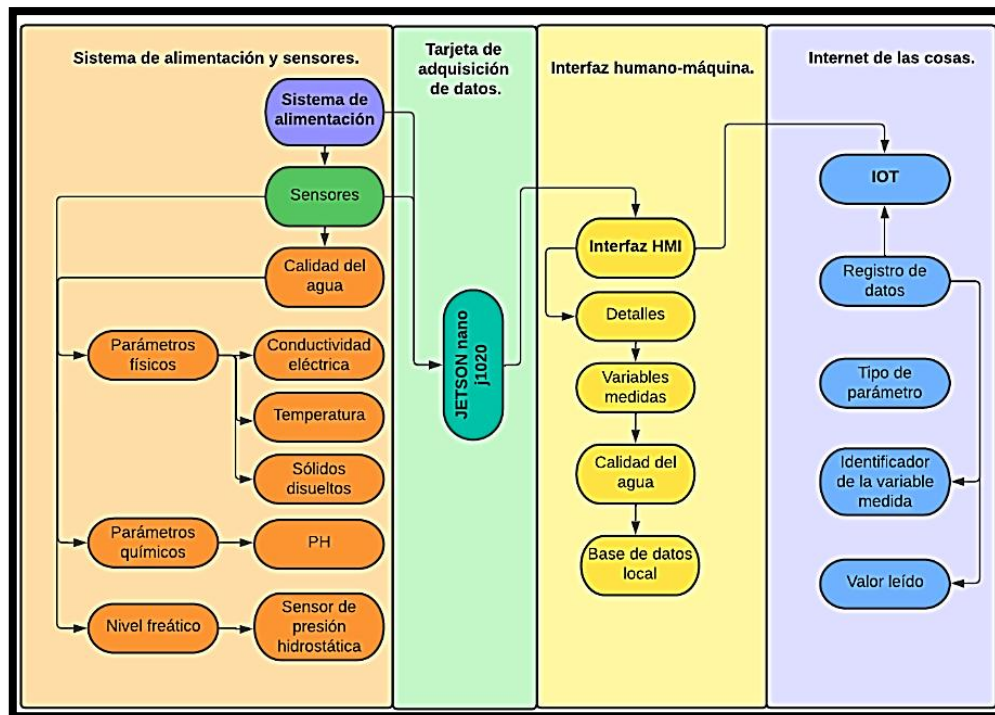 Sistema de alimentación y sensores.
Sistema de
alimentación
Sensores
Calidad del
agua
Parámetros
físicos
Conductividad
eléctrica
Temperatura
Sólidos
disueltos
Parámetros
químicos
PH
Nivel freático
Sensor de
presión
hidrostática
Tarjeta de
adquisición
de datos.
JETSON nano
j1020
Interfaz humano-máquina.
Interfaz HMI
Detalles
Variables
medidas
Calidad del
agua
Base de datos
local
Internet de las cosas.
IOT
Registro de
datos
Tipo de
parámetro
Identificador
de la variable
medida
Valor leído